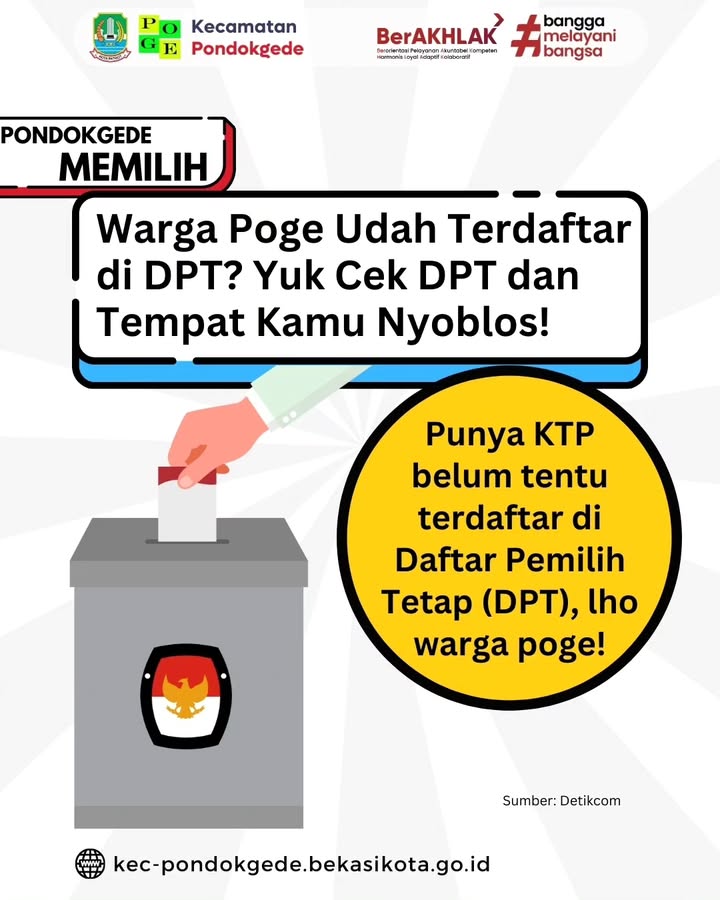 PO
GE
Kecamatan
Pondokgede
BerAKHLAK
Berorientasi Pelayanan Akuntabel Kompeten
Harmonis Loyal Adaptif Kolaboratif
#bangga
melayani
bangsa
PONDOKGEDE
MEMILIH
Warga Poge Udah Terdaftar
di DPT? Yuk Cek DPT dan
Tempat Kamu Nyoblos!
Punya KTP
belum tentu
terdaftar di
Daftar Pemilih
Tetap (DPT), lho
warga poge!
Sumber: Detikcom
kec-pondokgede.bekasikota.go.id